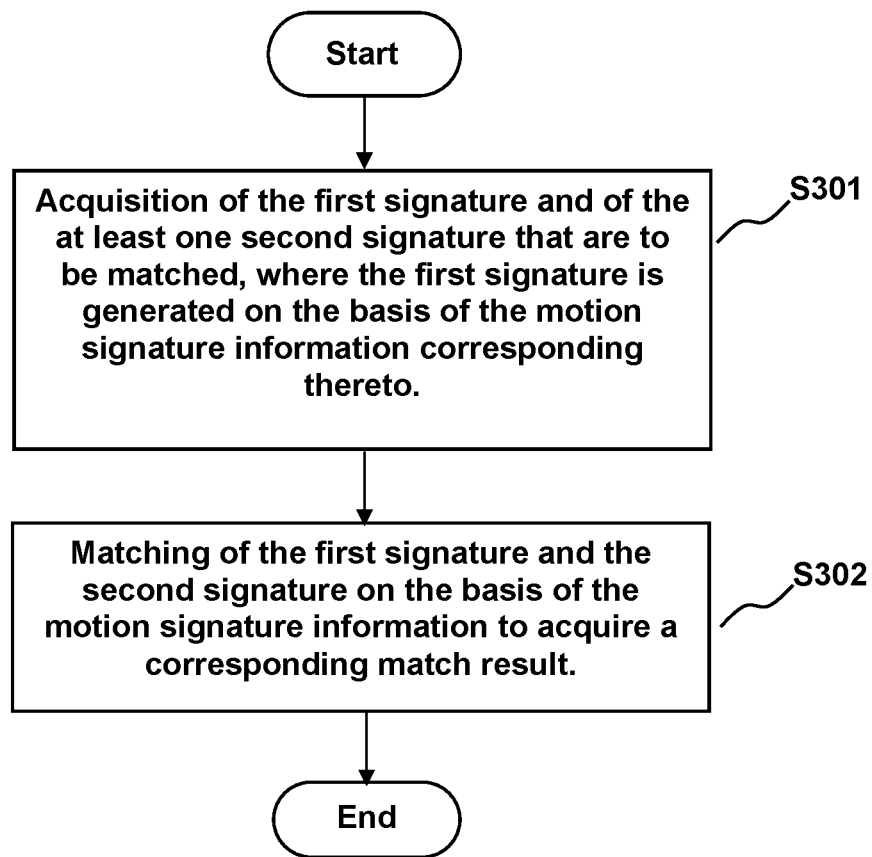 Start
Acquisition of the first signature and of the
at least one second signature that are to
be matched, where the first signature is
generated on the basis of the motion
signature information corresponding
thereto.
S301
Matching of the first signature and the
second signature on the basis of the
motion signature information to acquire a
corresponding match result.
S302
End